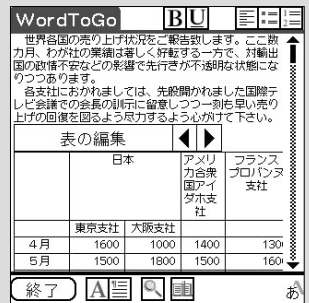 WordToGo B U
世界各国の売り上げ状況をご報告致します。ここ数
カ月、わが社の業績は著しく好転する一方で、対輸出
国の政情不安などの影響で先行きが不透明な状態にな
りつつあります。
各支社におかれましては、先般開かれました国際テ
レビ会議での会長の訓示に留意しつつ一刻も早い売り
上げの回復を図るよう尽力するよう心がけて下さい。
表の編集
日本 アメリ フランス
力合衆 プロバンヌ
国アイ 支社
ダホ支
社
東京支社 大阪支社
4月 1600 1000 1400 130
5月 1500 1800 1500 160
終了 A あ